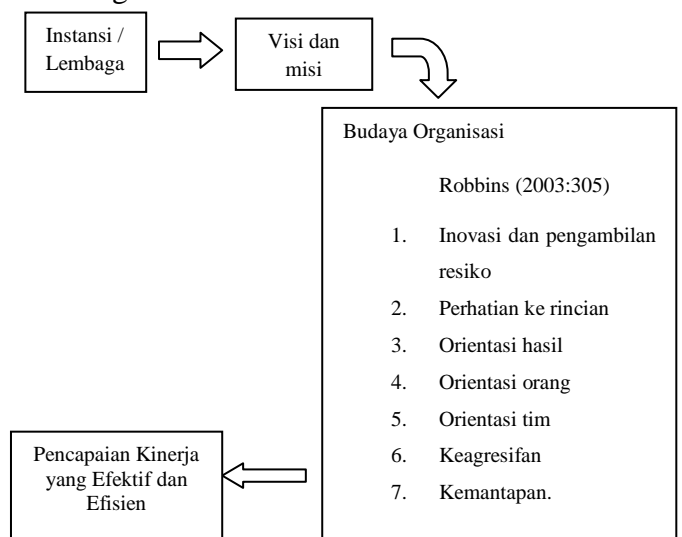 Instansi /
Lembaga
Visi dan
misi
Budaya Organisasi
Robbins (2003:305)
1. Inovasi dan pengambilan
resiko
2. Perhatian ke rincian
3. Orientasi hasil
4. Orientasi orang
5. Orientasi tim
6. Keagresifan
7. Kemantapan.
Pencapaian Kinerja
yang Efektif dan
Efisien